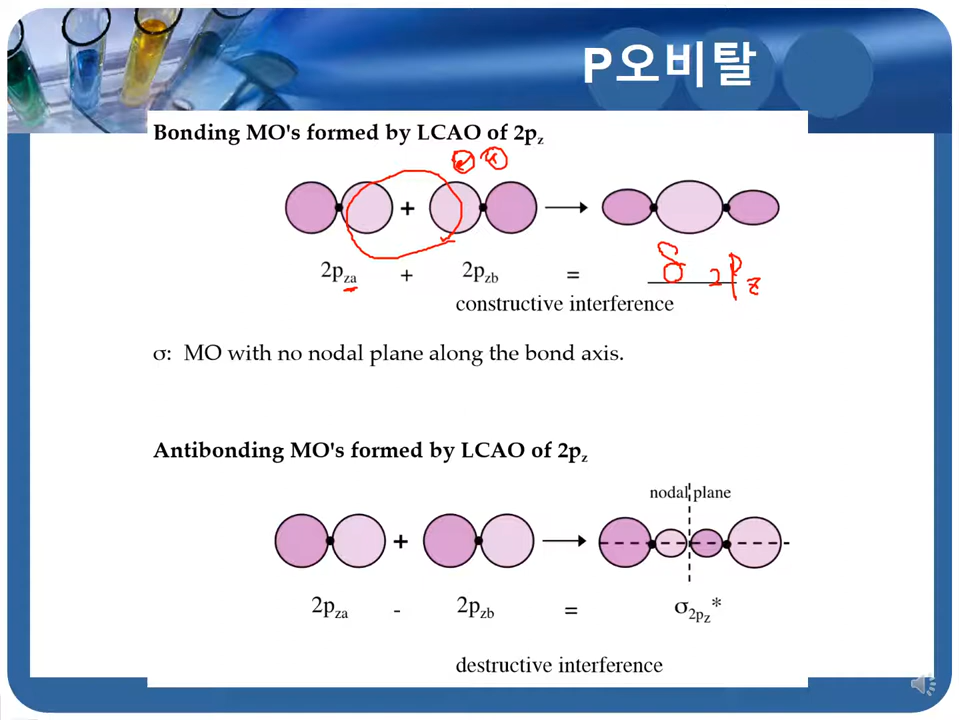 P오비탈
Bonding MO's formed by LCAO of 2pz
+
2pza + 2pzb = δ 2pz
constructive interference
σ: MO with no nodal plane along the bond axis.
Antibonding MO's formed by LCAO of 2pz
nodal plane
+
2pza - 2pzb = σ2pz*
destructive interference